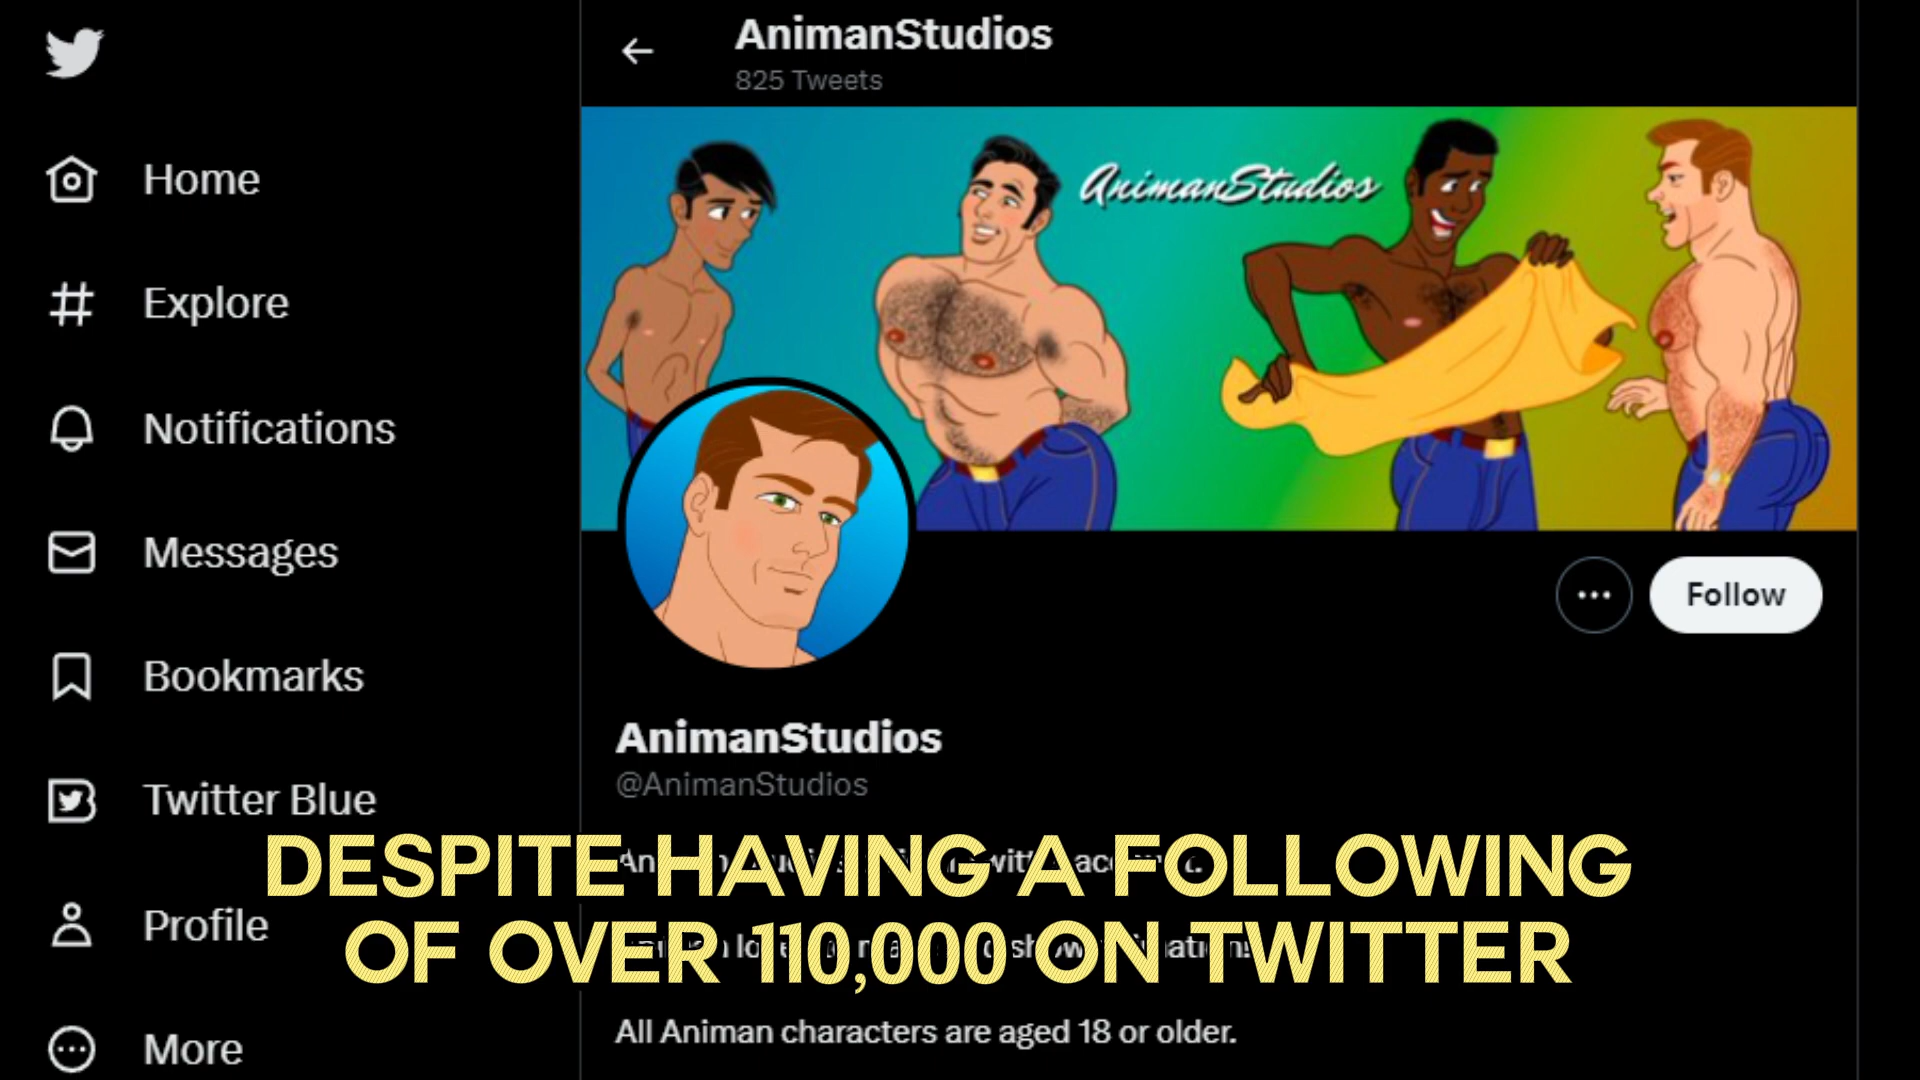 AnimanStudios
825 Tweets
AnimanStudios
Home
Explore
Notifications
Messages
Bookmarks
Twitter Blue
Profile
More
Follow
AnimanStudios
@AnimanStudios
DESPITE HAVING A FOLLOWING
OF OVER 110,000 ON TWITTER
All Animan characters are aged 18 or older.